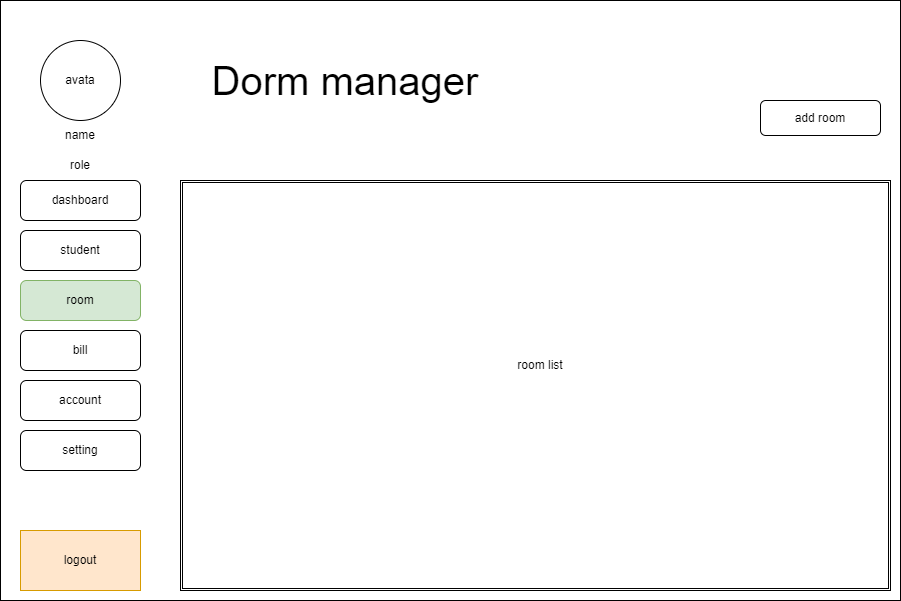 avata
name
role
Dorm manager
add room
dashboard
student
room
bill
account
setting
logout
room list